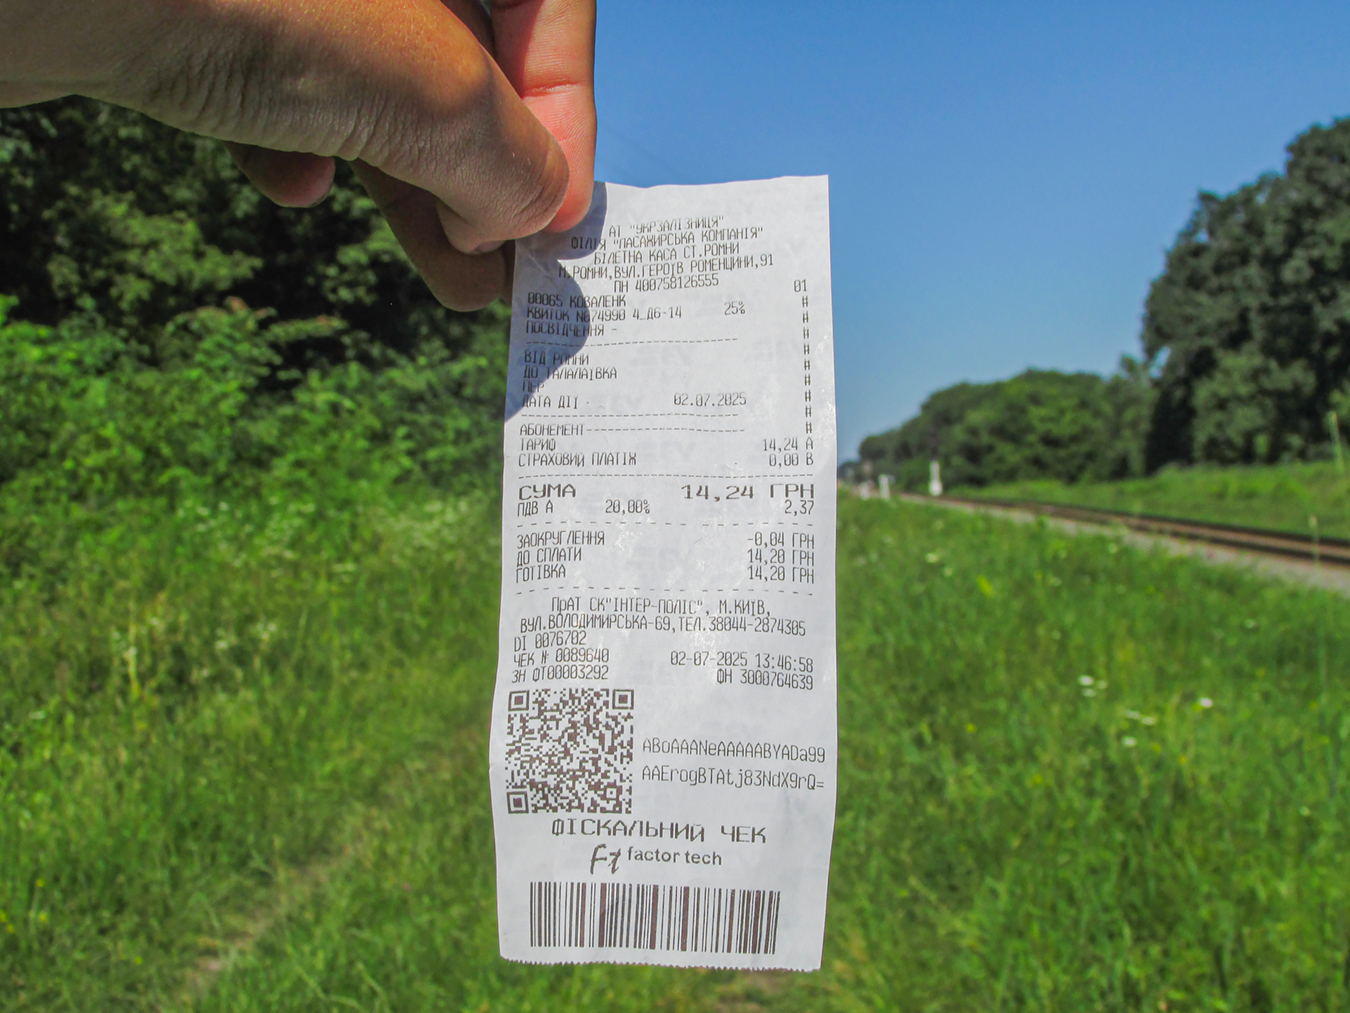 АТ "УКРЗАЛІЗНИЦЯ"
ФІЛІЯ "ПАСАЖИРСЬКА КОМПАНІЯ"
БІЛЕТНА КАСА СТ.РОМНИ
М.РОМНИ,ВУЛ.ГЕРОЇВ РОМЕНЩИНИ,91
ПН 400758126555 01
00065 КОВАЛЕНК #
КВИТОК №674990 4_Д6-14 25% #
ПОСВІДЧЕННЯ - #
#
ВІД РОМНИ #
ДО ТАЛАЛАЇВКА #
ПЕР #
ДАТА ДІЇ - 02.07.2025 #
#
АБОНЕМЕНТ #
ТАРИФ 14,24 А
СТРАХОВИЙ ПЛАТІЖ 0,00 В
СУМА 14,24 ГРН
ПДВ А 20,00% 2,37
ЗАОКРУГЛЕННЯ -0,04 ГРН
ДО СПЛАТИ 14,20 ГРН
ГОТІВКА 14,20 ГРН
ПрАТ СК"ІНТЕР-ПОЛІС", М.КИЇВ,
ВУЛ.ВОЛОДИМИРСЬКА-69,ТЕЛ.38044-2874305
DI 0076702
ЧЕК № 0089640 02-07-2025 13:46:58
ЗН ФТ00003292 ФН 3000764639
ABoAAANeAAAAABYADa99
AAErogBTAtj83NdX9rQ=
ФІСКАЛЬНИЙ ЧЕК
Ft factor tech